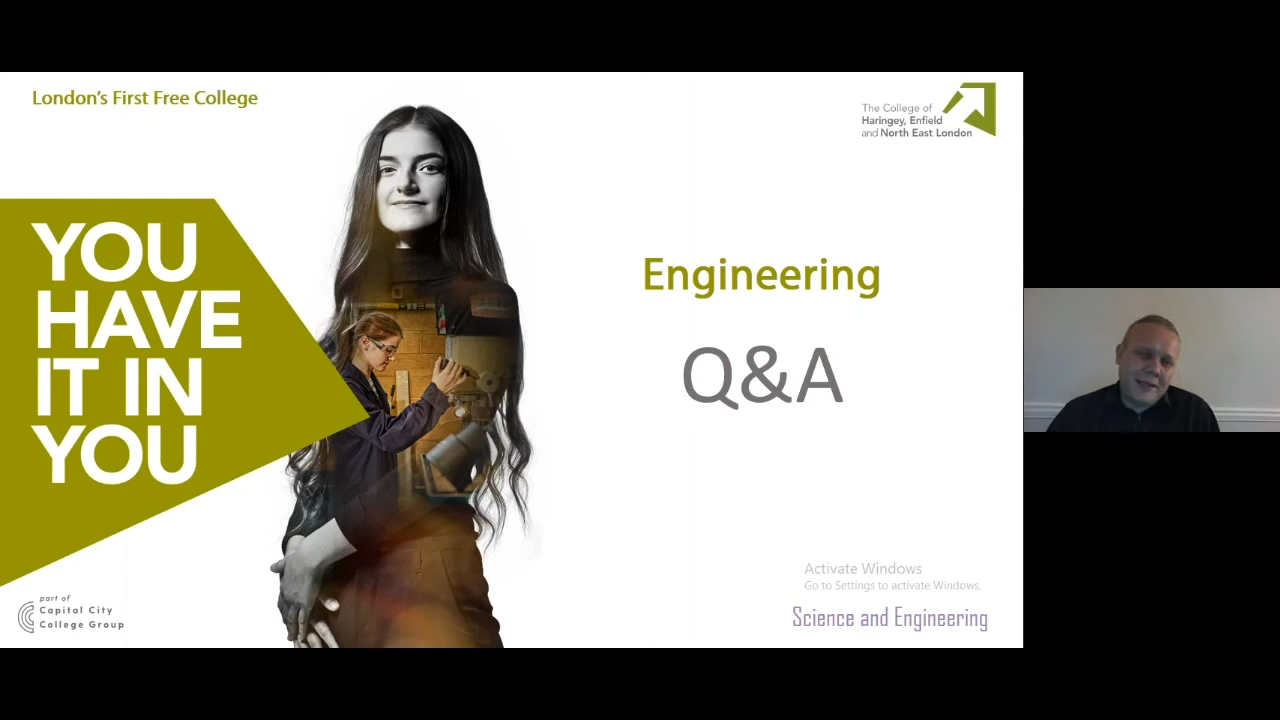 London's First Free College
The College of
Haringey, Enfield
and North East London
YOU
HAVE
IT IN
YOU
Engineering
Q&A
Activate Windows
Go to Settings to activate Windows.
Science and Engineering
part of
Capital City
College Group